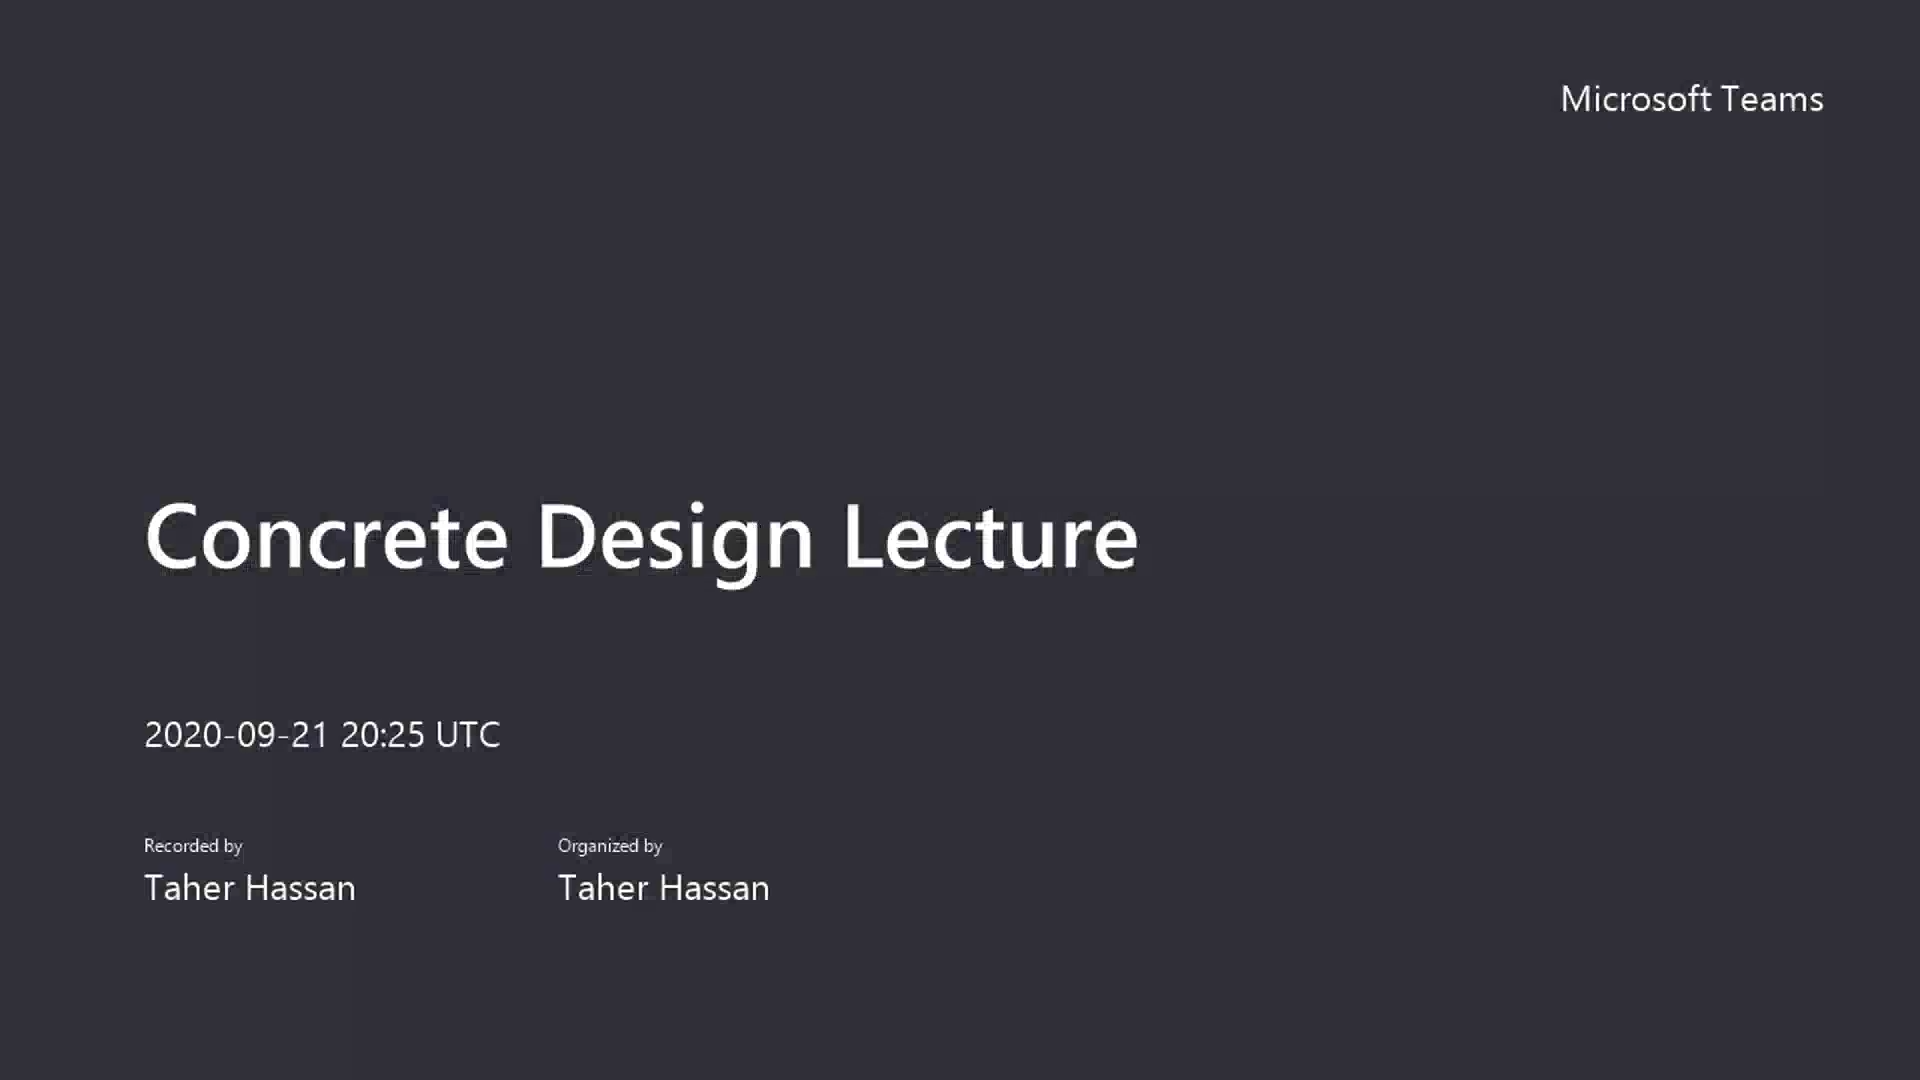 Microsoft Teams
Concrete Design Lecture
2020-09-21 20:25 UTC
Recorded by
Taher Hassan
Organized by
Taher Hassan